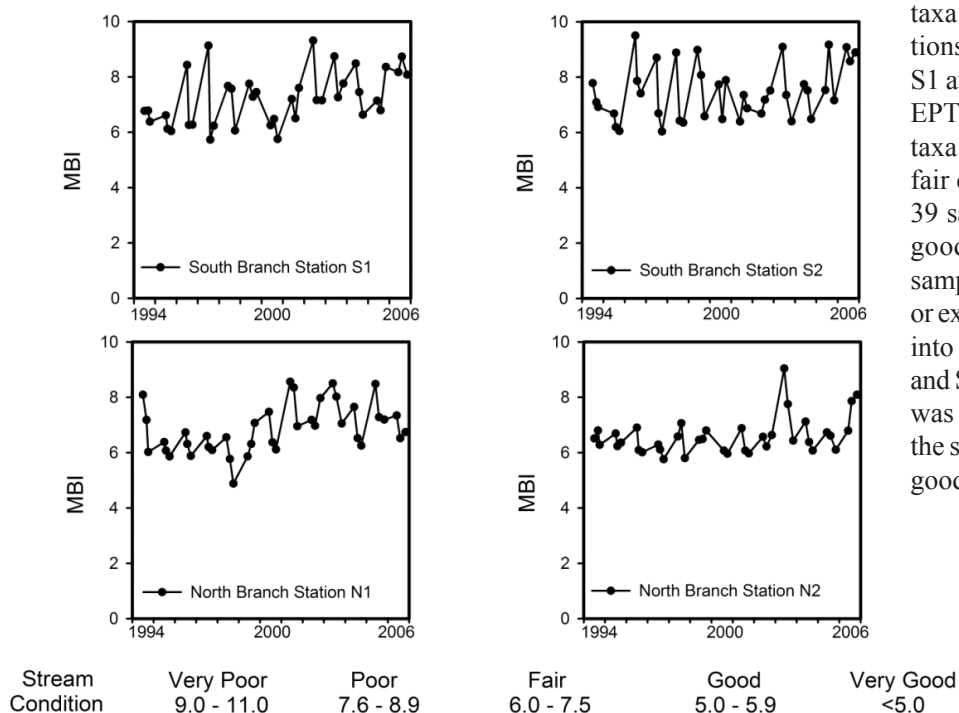 10
8
6
4
2
0
MBI
South Branch Station S1
1994 2000 2006
10
8
6
4
2
0
MBI
South Branch Station S2
1994 2000 2006
10
8
6
4
2
0
MBI
North Branch Station N1
1994 2000 2006
10
8
6
4
2
0
MBI
North Branch Station N2
1994 2000 2006
Stream Condition Very Poor Poor Fair Good Very Good
9.0 - 11.0 7.6 - 8.9 6.0 - 7.5 5.0 - 5.9 <5.0
taxa
tions
S1 a
EPT
taxa
fair
39 sa
good
samp
or ex
into
and S
was
the s
good